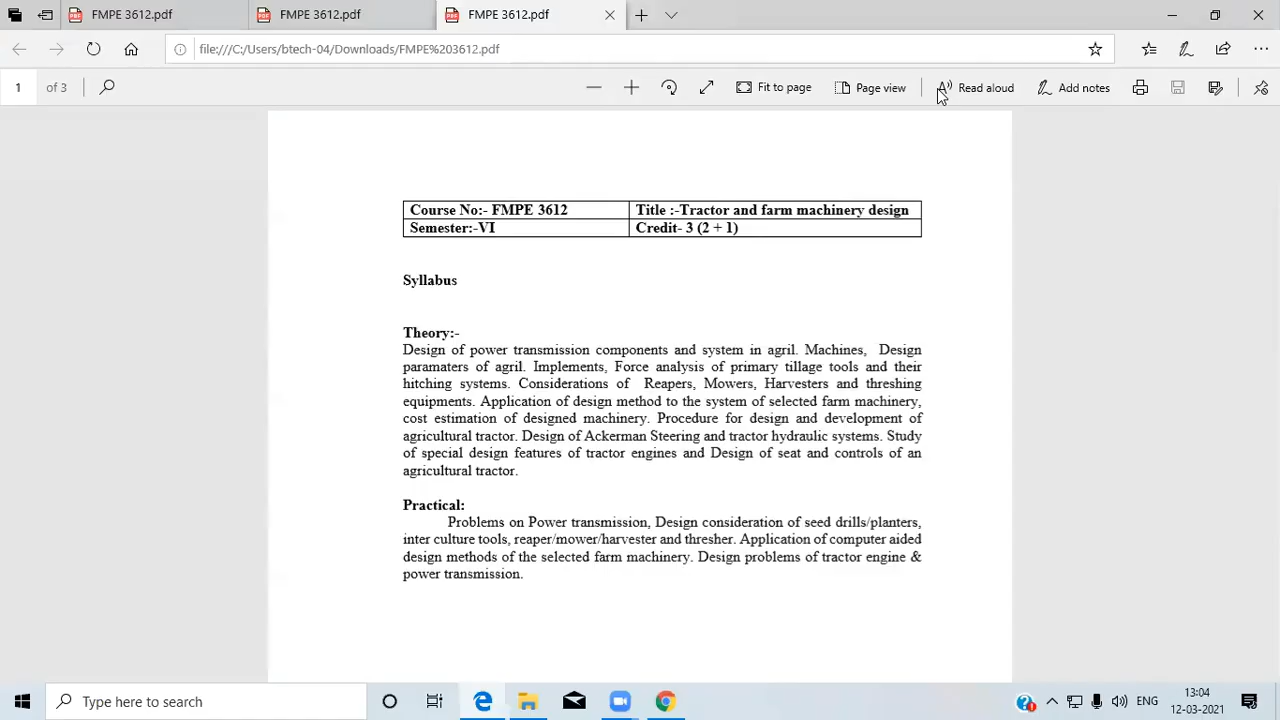 FMPE 3612.pdf
FMPE 3612.pdf
FMPE 3612.pdf
file:///C:/Users/btech-04/Downloads/FMPE%203612.pdf
1 of 3
Fit to page
Page view
Read aloud
Add notes
Course No:- FMPE 3612 Title :-Tractor and farm machinery design
Semester:-VI Credit- 3 (2 + 1)
Syllabus
Theory:-
Design of power transmission components and system in agril. Machines, Design
paramaters of agril. Implements, Force analysis of primary tillage tools and their
hitching systems. Considerations of Reapers, Mowers, Harvesters and threshing
equipments. Application of design method to the system of selected farm machinery,
cost estimation of designed machinery. Procedure for design and development of
agricultural tractor. Design of Ackerman Steering and tractor hydraulic systems. Study
of special design features of tractor engines and Design of seat and controls of an
agricultural tractor.
Practical:
Problems on Power transmission, Design consideration of seed drills/planters,
inter culture tools, reaper/mower/harvester and thresher. Application of computer aided
design methods of the selected farm machinery. Design problems of tractor engine &
power transmission.
Type here to search
ENG
13:04
12-03-2021